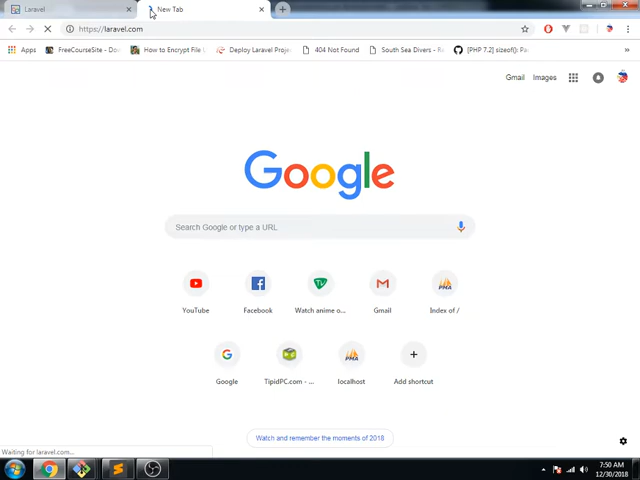 Laravel
New Tab
https://laravel.com
Apps
FreeCourseSite - Do
How to Encrypt File
Deploy Laravel Proje
404 Not Found
South Sea Divers - R
[PHP 7.2] sizeof(): Pa
»
Gmail
Images
Google
Search Google or type a URL
YouTube
Facebook
Watch anime o...
Gmail
Index of /
Google
TipidPC.com - ...
localhost
Add shortcut
Watch and remember the moments of 2018
Waiting for laravel.com...
7:50 AM
12/30/2018